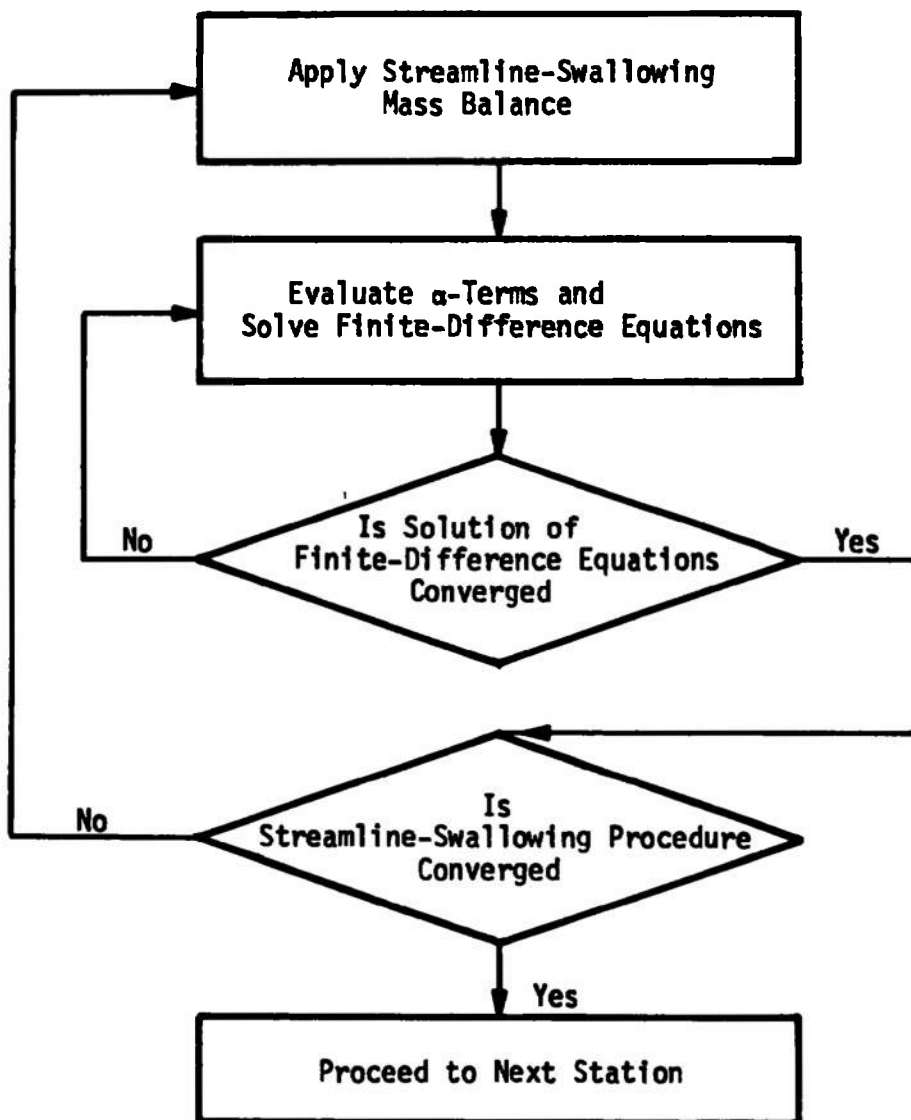 Apply Streamline-Swallowing
Mass Balance
Evaluate α-Terms and
Solve Finite-Difference Equations
Is Solution of
Finite-Difference Equations
Converged
No
Yes
Is
Streamline-Swallowing Procedure
Converged
No
Yes
Proceed to Next Station